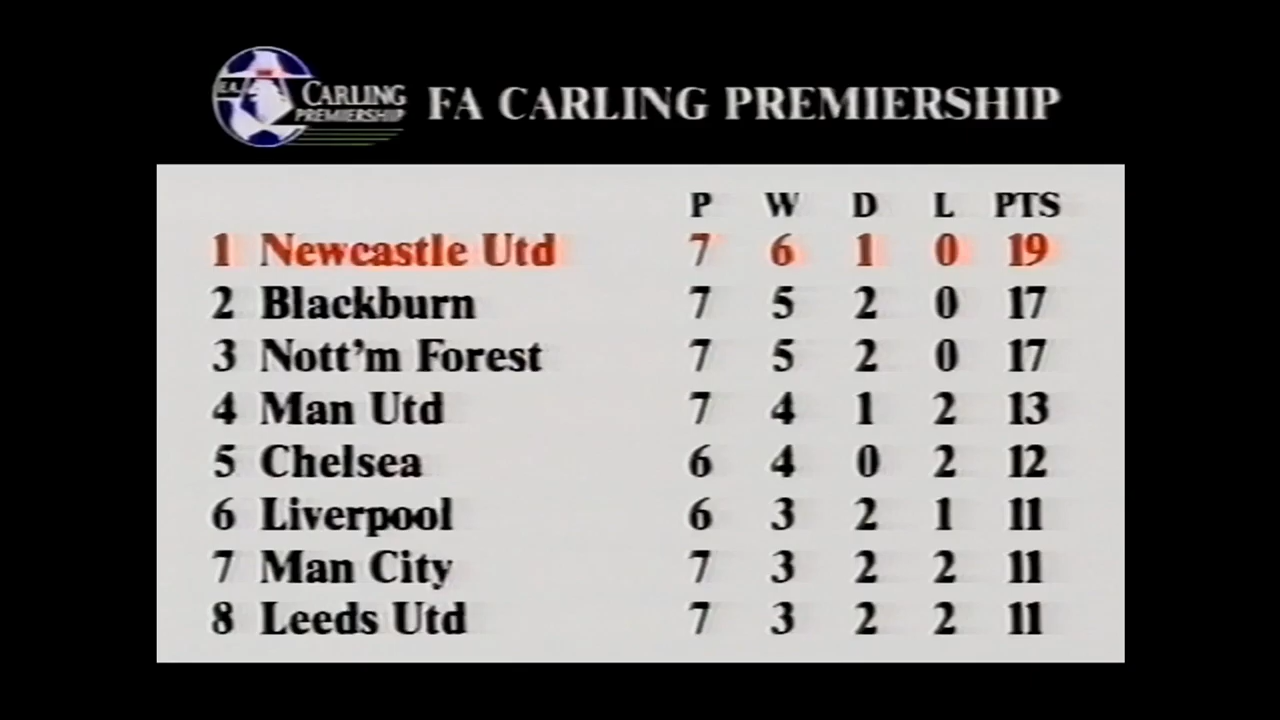 F.A. CARLING PREMIERSHIP
FA CARLING PREMIERSHIP
P W D L PTS
1 Newcastle Utd 7 6 1 0 19
2 Blackburn 7 5 2 0 17
3 Nott'm Forest 7 5 2 0 17
4 Man Utd 7 4 1 2 13
5 Chelsea 6 4 0 2 12
6 Liverpool 6 3 2 1 11
7 Man City 7 3 2 2 11
8 Leeds Utd 7 3 2 2 11